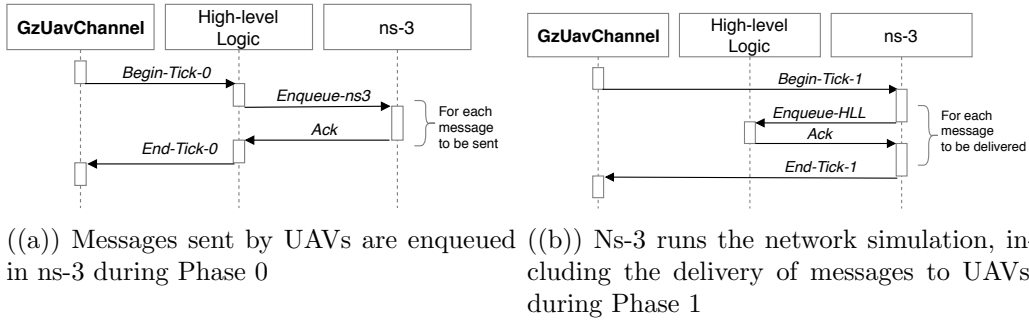 GzUavChannel
High-level
Logic
ns-3
Begin-Tick-0
Enqueue-ns3
Ack
End-Tick-0
For each
message
to be sent
((a)) Messages sent by UAVs are enqueued
in ns-3 during Phase 0
GzUavChannel
High-level
Logic
ns-3
Begin-Tick-1
Enqueue-HLL
Ack
End-Tick-1
For each
message
to be delivered
((b)) Ns-3 runs the network simulation, in-
cluding the delivery of messages to UAVs
during Phase 1